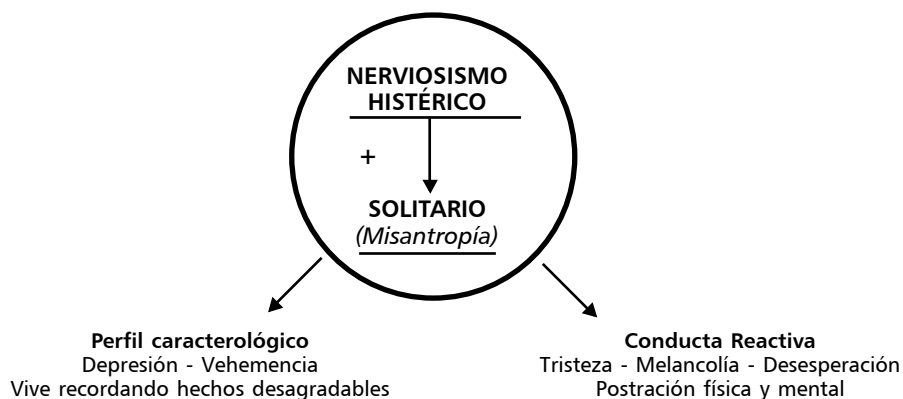 NERVIOSISMO
HISTÉRICO
+
SOLITARIO
(Misantropía)
Perfil caracterológico
Depresión - Vehemencia
Vive recordando hechos desagradables
Conducta Reactiva
Tristeza - Melancolía - Desesperación
Postración física y mental